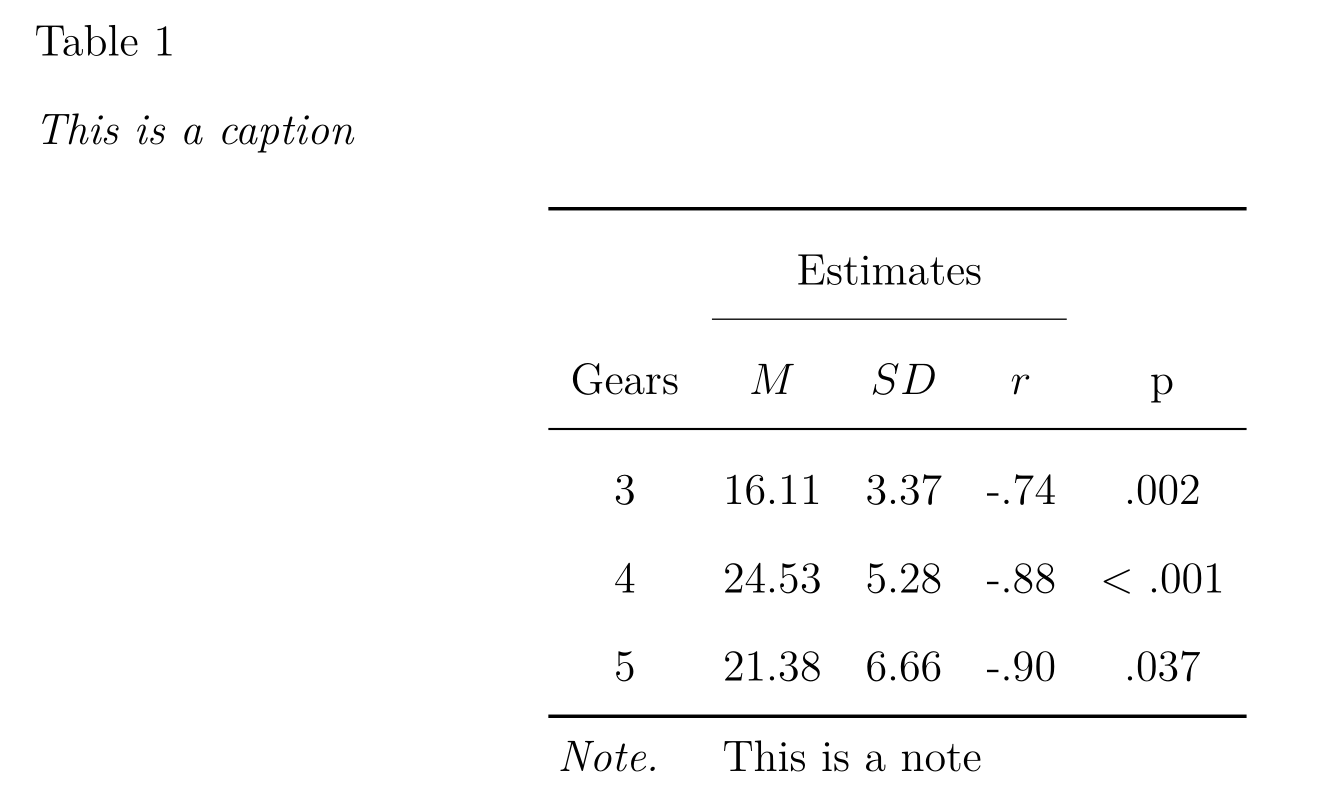 Table 1
This is a caption
Estimates
Gears M SD r p
3 16.11 3.37 -.74 .002
4 24.53 5.28 -.88 < .001
5 21.38 6.66 -.90 .037
Note. This is a note